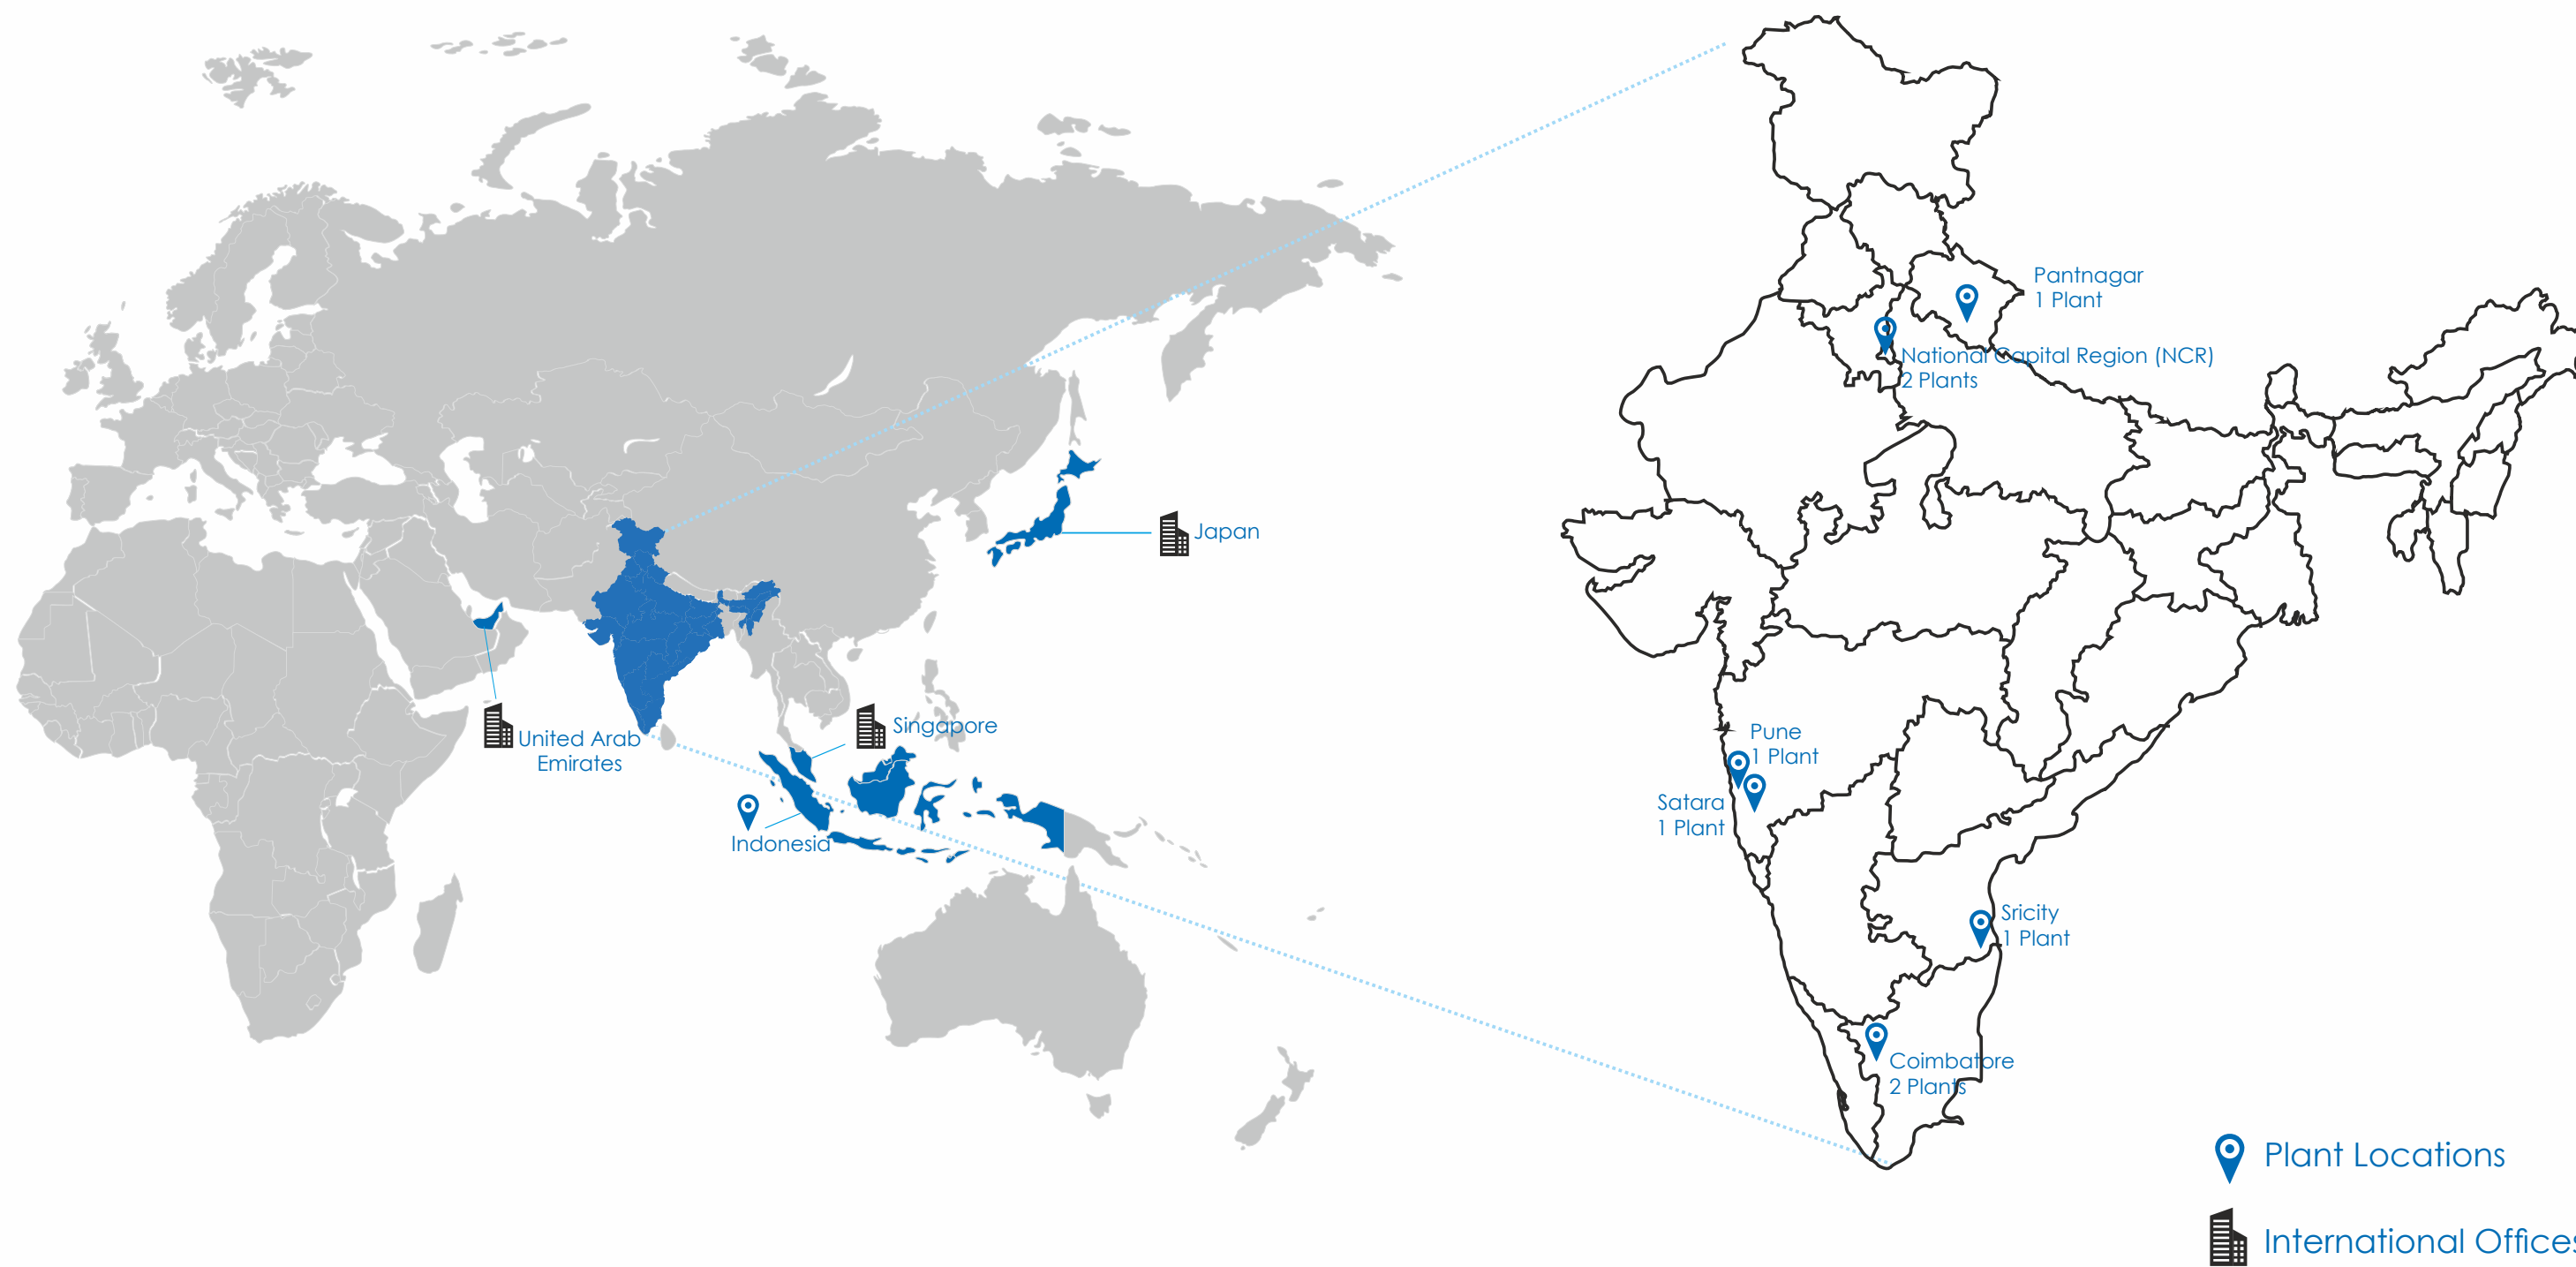 Japan
United Arab
Emirates
Singapore
Indonesia
Pantnagar
1 Plant
National Capital Region (NCR)
2 Plants
Pune
1 Plant
Satara
1 Plant
Sricity
1 Plant
Coimbatore
2 Plants
Plant Locations
International Offices